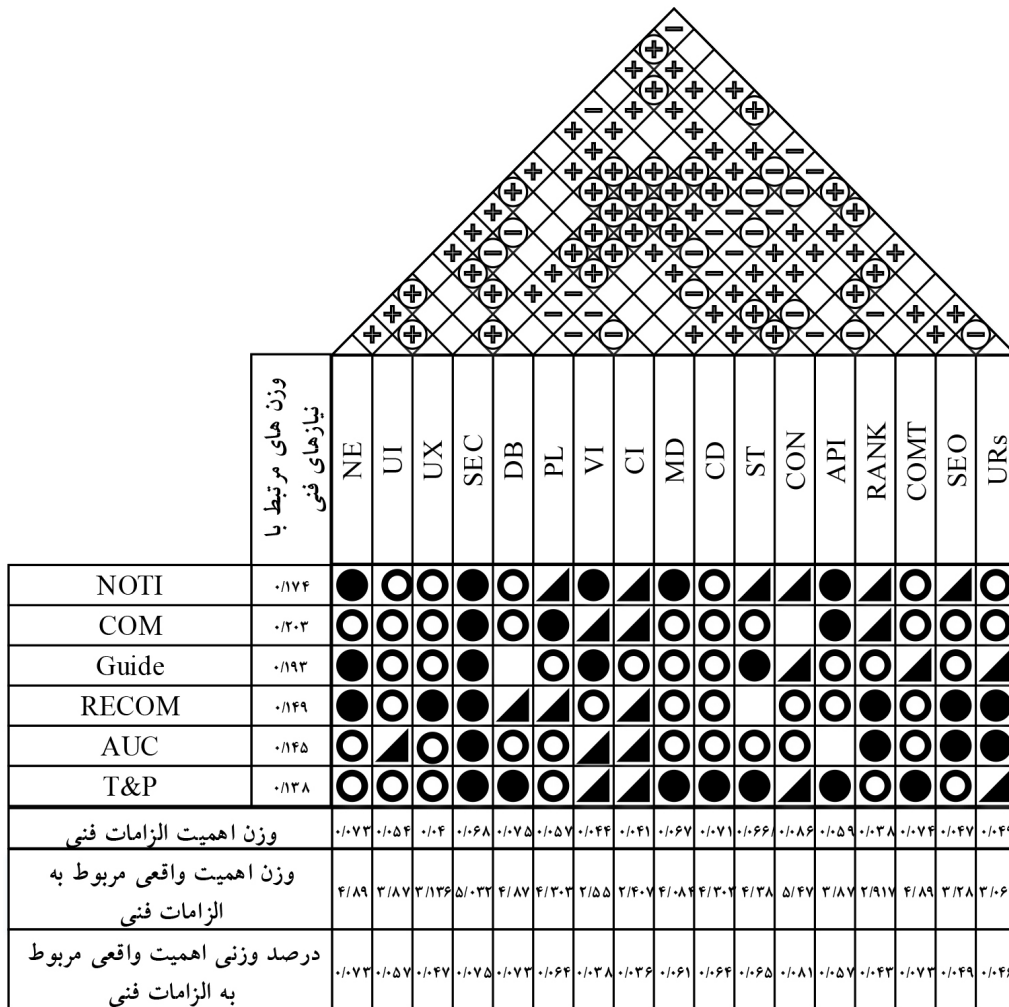 وزن های مرتبط با
نیازهای فنی
NE
UI
UX
SEC
DB
PL
VI
CI
MD
CD
ST
CON
API
RANK
COMT
SEO
URs
NOTI ۰/۱۷۴
COM ۰/۲۰۳
Guide ۰/۱۹۳
RECOM ۰/۱۴۹
AUC ۰/۱۴۵
T&P ۰/۱۳۸
وزن اهمیت الزامات فنی
۰/۰۷۳ ۰/۰۵۴ ۰/۰۴ ۰/۰۶۸ ۰/۰۷۵ ۰/۰۵۷ ۰/۰۴۴ ۰/۰۴۱ ۰/۰۶۷ ۰/۰۷۱ ۰/۰۸۶ ۰/۰۵۹ ۰/۰۳۸ ۰/۰۷۴ ۰/۰۴۷
وزن اهمیت واقعی مربوط به
الزامات فنی
۴/۸۹ ۳/۸۷ ۳/۱۳۶ ۵/۰۳۲ ۴/۸۷ ۴/۳۰۳ ۲/۵۵ ۲/۴۰۷ ۴/۰۸۴ ۴/۳۸ ۵/۴۷ ۳/۸۷ ۲/۹۱۷ ۴/۸۹ ۳/۲۸
درصد وزنی اهمیت واقعی مربوط
به الزامات فنی
۰/۰۷۳ ۰/۰۵۷ ۰/۰۴۷ ۰/۰۷۵ ۰/۰۷۳ ۰/۰۶۴ ۰/۰۳۸ ۰/۰۳۶ ۰/۰۶۱ ۰/۰۶۴ ۰/۰۶۵ ۰/۰۸۱ ۰/۰۵۷ ۰/۰۴۳ ۰/۰۷۳ ۰/۰۴۹